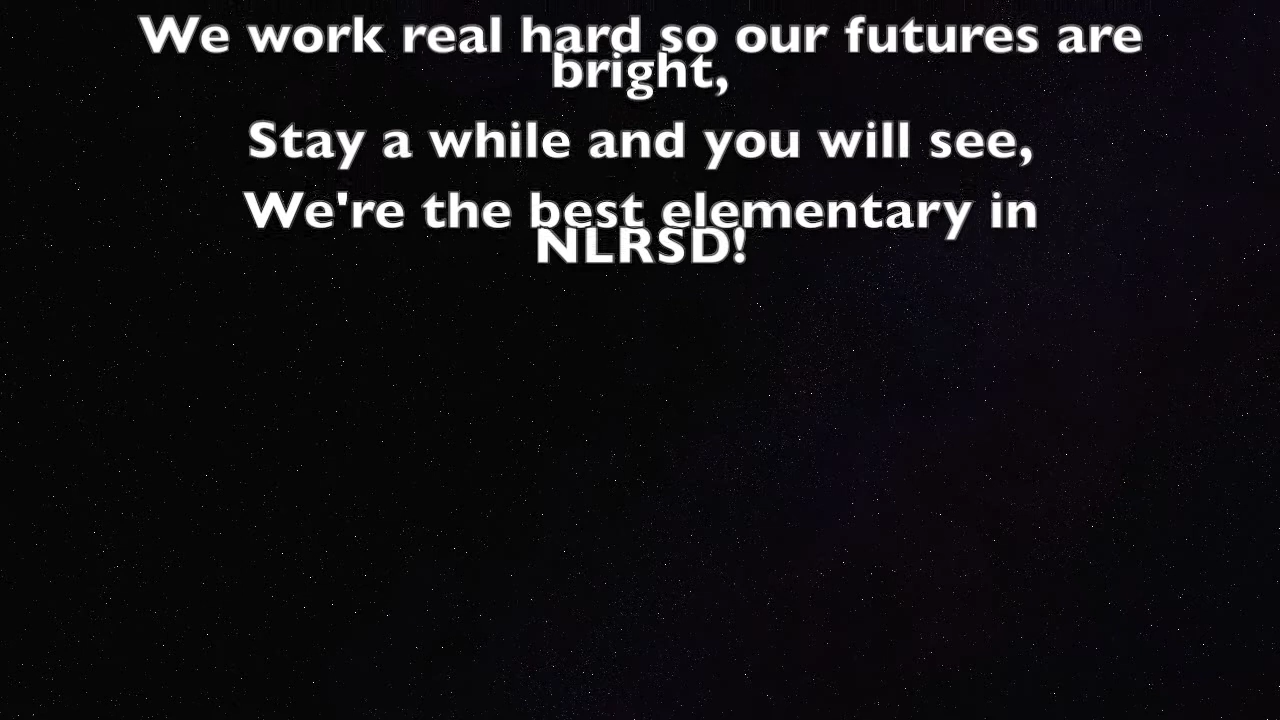 We work real hard so our futures are
bright,
Stay a while and you will see,
We're the best elementary in
NLRSD!